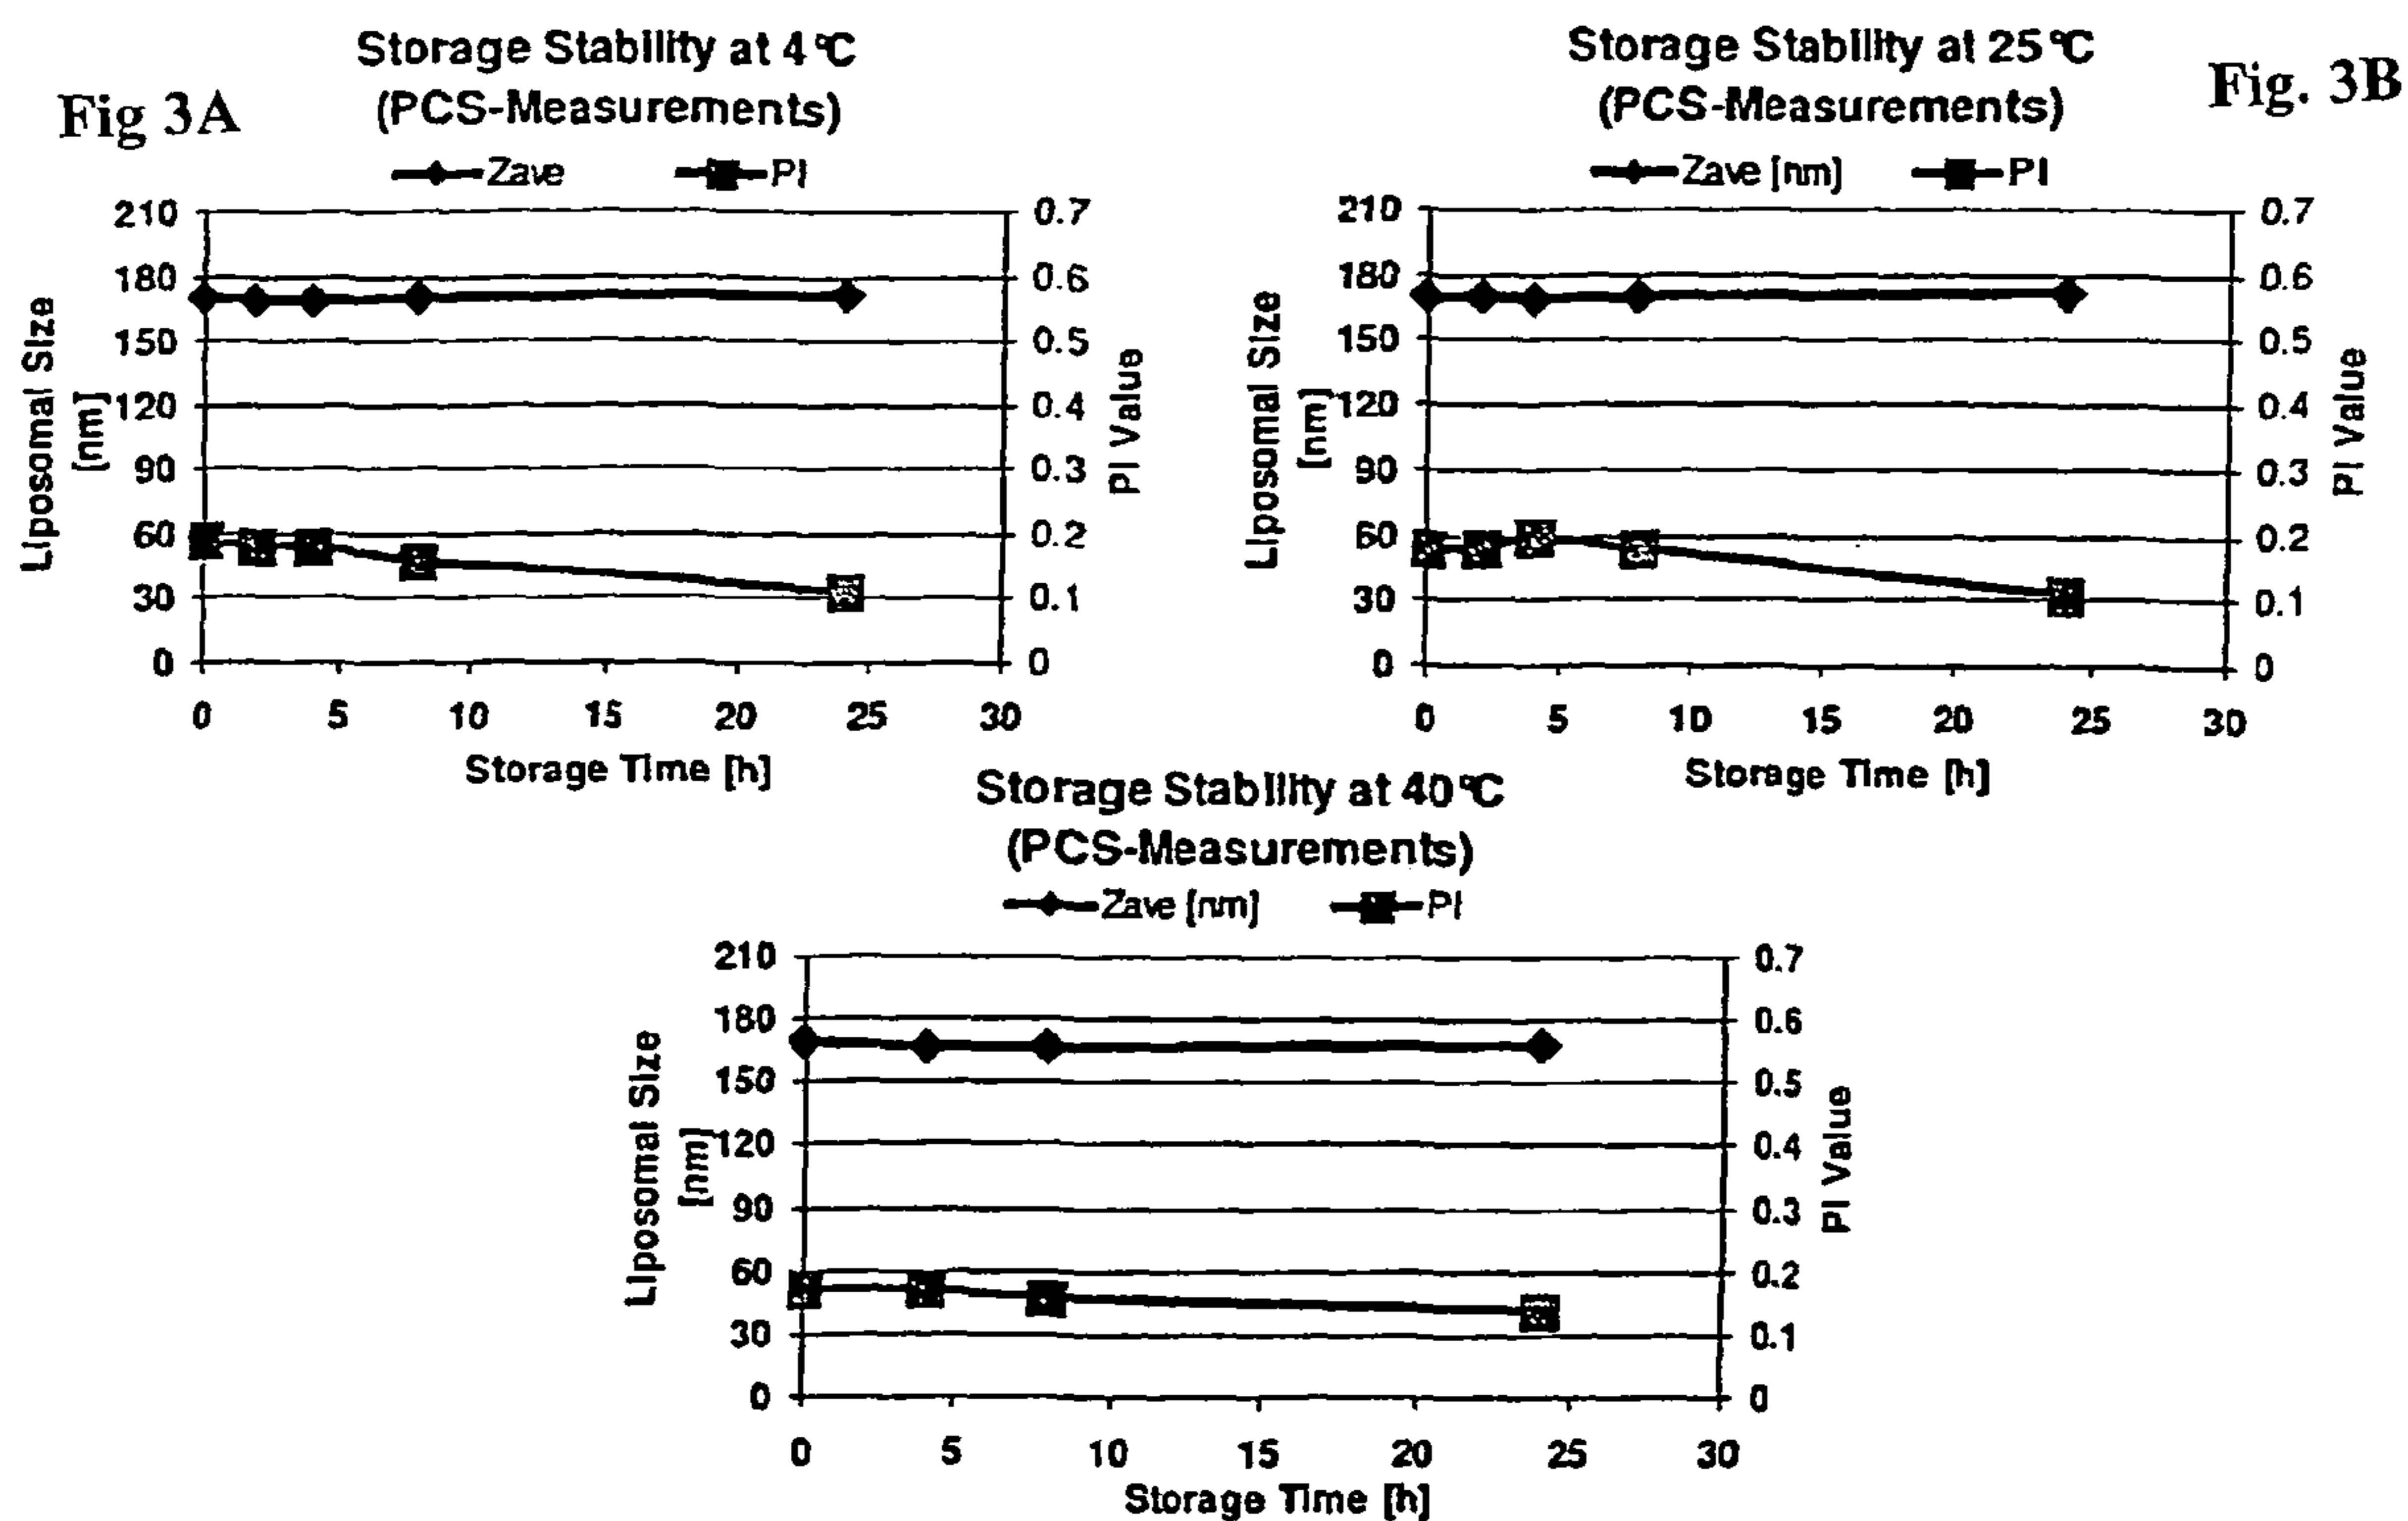 Fig 3A
Storage Stability at 4°C
(PCS-Measurements)
Zave PI
210
180
150
120
90
60
30
0
Liposomal Size
[nm]
0.7
0.6
0.5
0.4
0.3
0.2
0.1
0
PI Value
0 5 10 15 20 25 30
Storage Time [h]
Storage Stability at 25°C
(PCS-Measurements)
Fig. 3B
Zave [nm] PI
210
180
150
120
90
60
30
0
Liposomal Size
[nm]
0.7
0.6
0.5
0.4
0.3
0.2
0.1
0
PI Value
0 5 10 15 20 25 30
Storage Time [h]
Storage Stability at 40°C
(PCS-Measurements)
Zave [nm] PI
210
180
150
120
90
60
30
0
Liposomal Size
[nm]
0.7
0.6
0.5
0.4
0.3
0.2
0.1
0
PI Value
0 5 10 15 20 25 30
Storage Time [h]